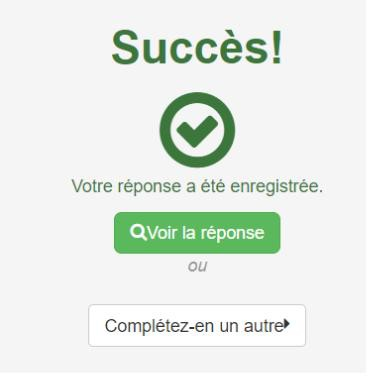 Succès!
Votre réponse a été enregistrée.
Voir la réponse
ou
Complétez-en un autre